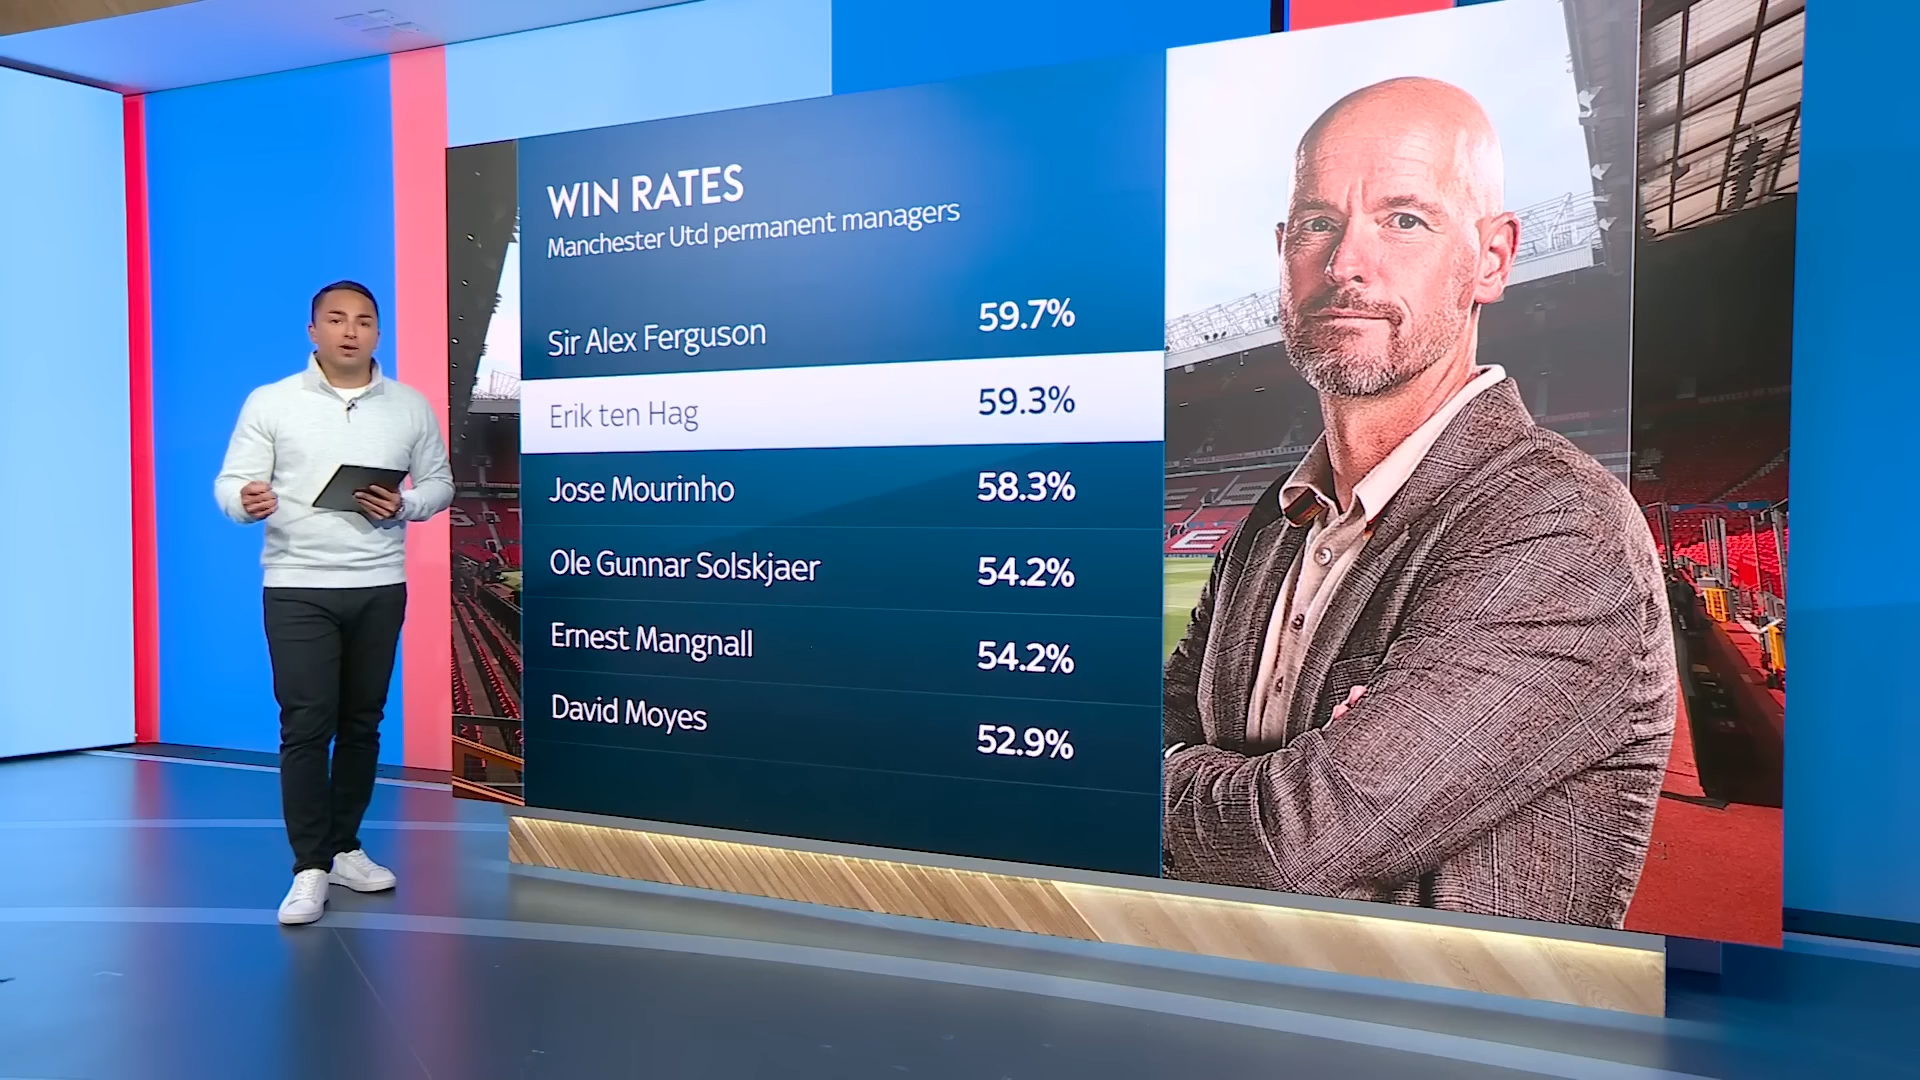 WIN RATES
Manchester Utd permanent managers
Sir Alex Ferguson 59.7%
Erik ten Hag 59.3%
Jose Mourinho 58.3%
Ole Gunnar Solskjaer 54.2%
Ernest Mangnall 54.2%
David Moyes 52.9%